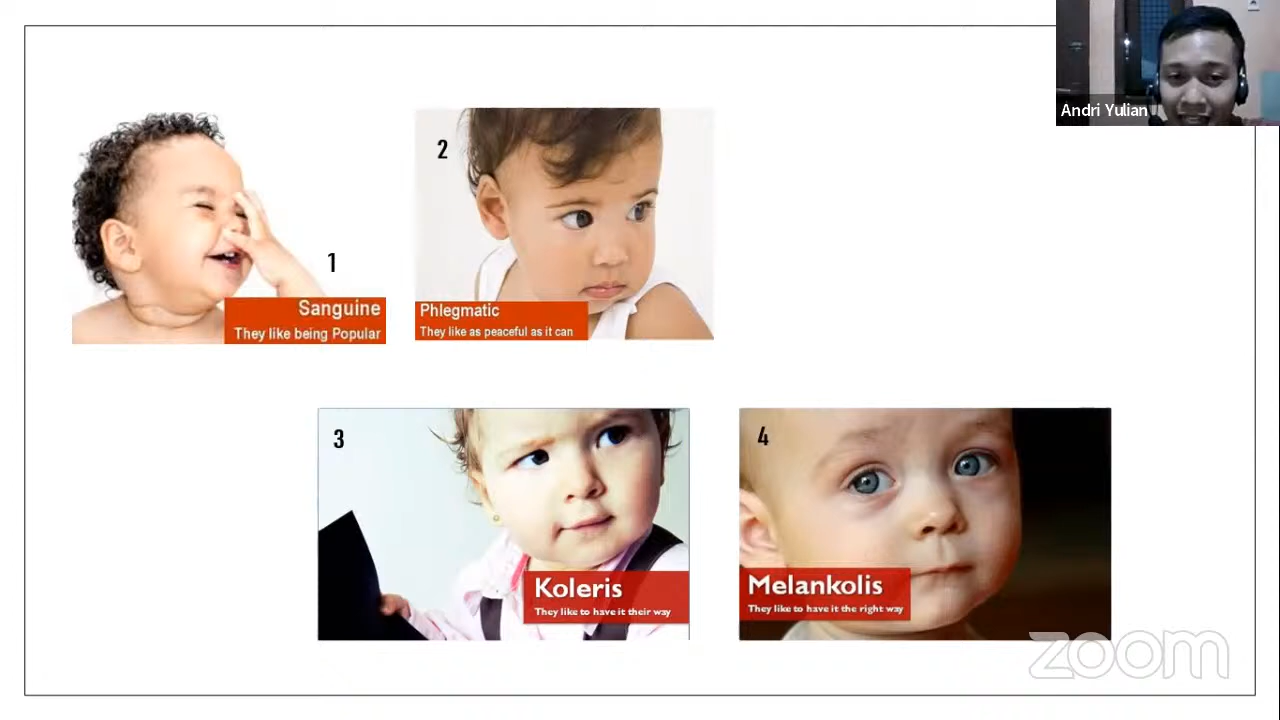 Andri Yulian
1
Sanguine
They like being Popular
2
Phlegmatic
They like as peaceful as it can
3
Koleris
They like to have it their way
4
Melankolis
They like to have it the right way
zoom